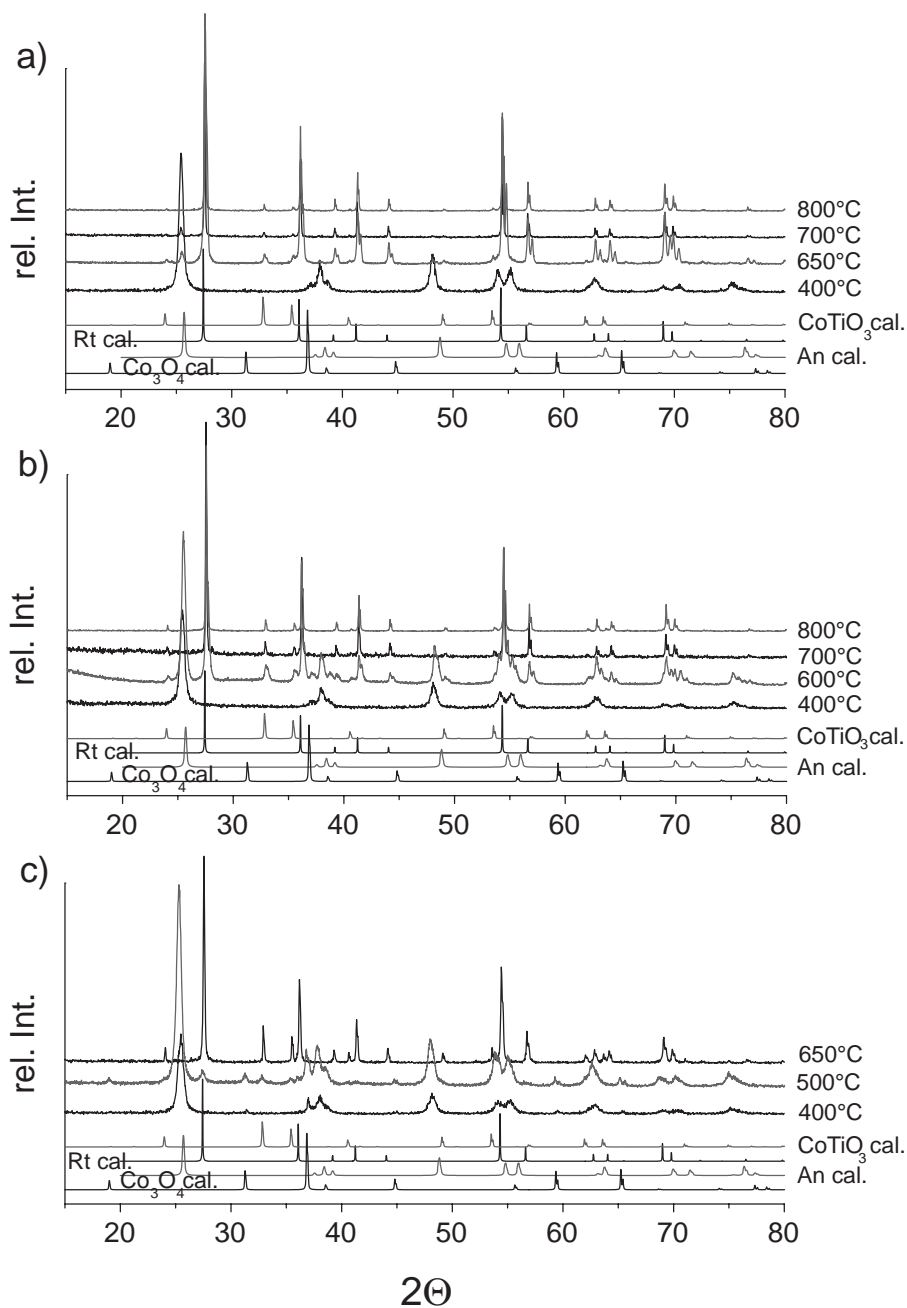 a)
rel. Int.
800°C
700°C
650°C
400°C
CoTiO₃cal.
Rt cal.
An cal.
Co₃O₄cal.
20 30 40 50 60 70 80
b)
rel. Int.
800°C
700°C
600°C
400°C
CoTiO₃cal.
Rt cal.
An cal.
Co₃O₄cal.
20 30 40 50 60 70 80
c)
rel. Int.
650°C
500°C
400°C
CoTiO₃cal.
Rt cal.
An cal.
Co₃O₄cal.
20 30 40 50 60 70 80
2Θ